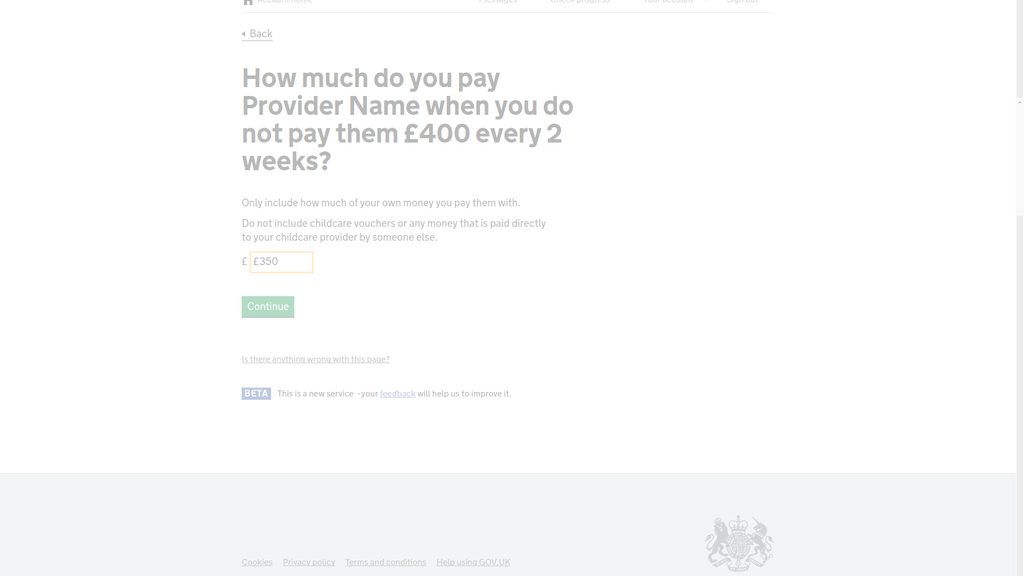 Account home Messages Check progress Your account Sign out
Back
How much do you pay
Provider Name when you do
not pay them £400 every 2
weeks?
Only include how much of your own money you pay them with.
Do not include childcare vouchers or any money that is paid directly
to your childcare provider by someone else.
£ £350
Continue
Is there anything wrong with this page?
BETA This is a new service - your feedback will help us to improve it.
Cookies Privacy policy Terms and conditions Help using GOV.UK